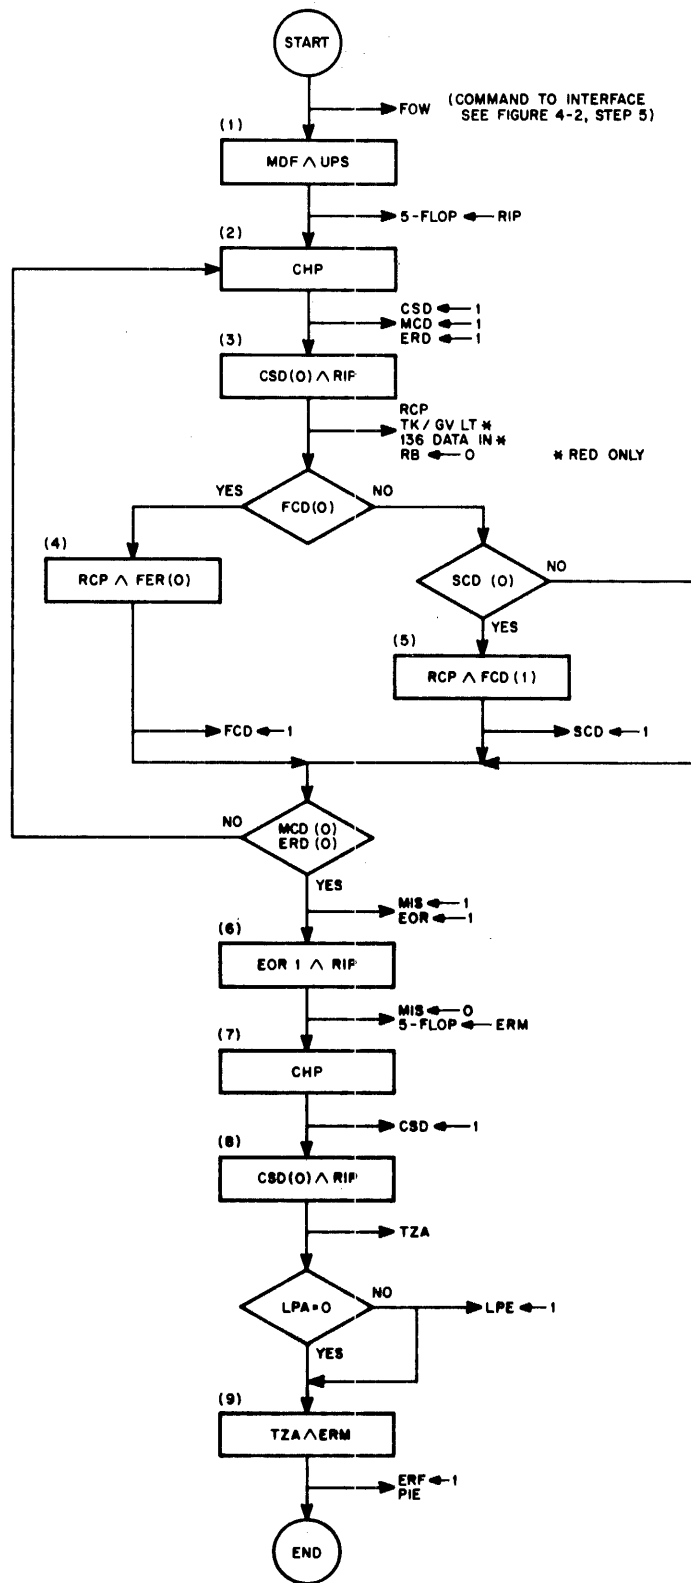 START
FOW (COMMAND TO INTERFACE
SEE FIGURE 4-2, STEP 5)
(1)
MDF ∧ UPS
5-FLOP ← RIP
(2)
CHP
CSD ← 1
MCD ← 1
ERD ← 1
(3)
CSD(0) ∧ RIP
RCP
TK/ GV LT *
136 DATA IN *
RB ← 0 * RED ONLY
YES FCD(0) NO
(4)
RCP ∧ FER(0)
SCD (0) NO
YES
(5)
RCP ∧ FCD(1)
FCD ← 1
SCD ← 1
NO MCD (0)
ERD (0)
YES
MIS ← 1
EOR ← 1
(6)
EOR 1 ∧ RIP
MIS ← 0
5-FLOP ← ERM
(7)
CHP
CSD ← 1
(8)
CSD(0) ∧ RIP
TZA
LPA=0 NO
LPE ← 1
YES
(9)
TZA∧ERM
ERF ← 1
PIE
END